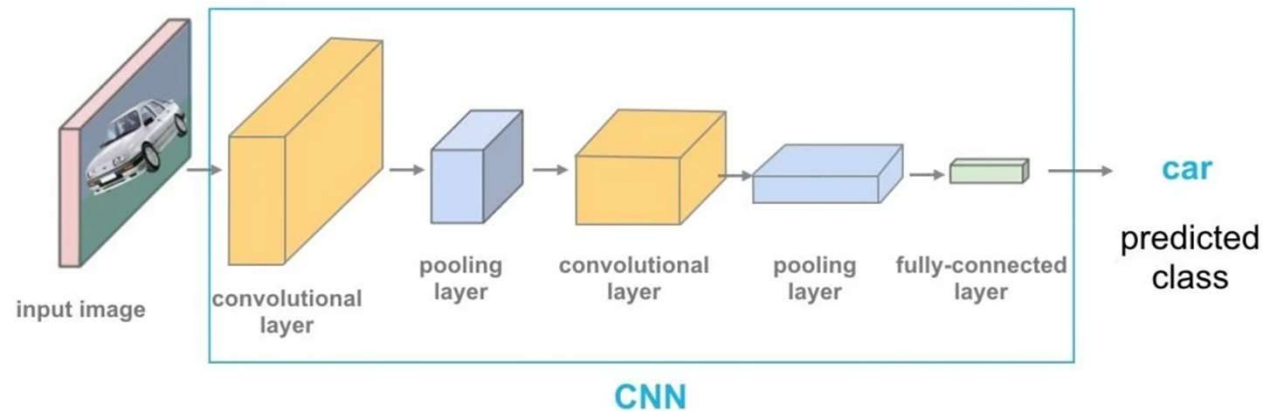 input image
convolutional
layer
pooling
layer
convolutional
layer
pooling
layer
fully-connected
layer
car
predicted
class
CNN